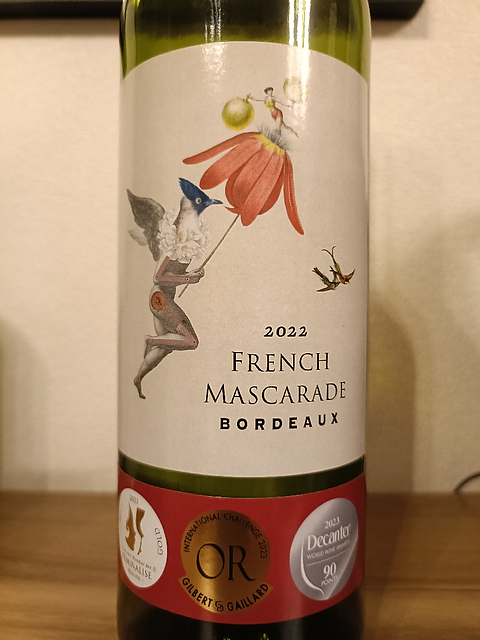 2022
FRENCH
MASCARADE
BORDEAUX
GOLD
INTERNATIONAL CHALLENGE 2023
OR
GILBERT & GAILLARD
2023
Decanter
WORLD WINE AWARDS
90
POINTS